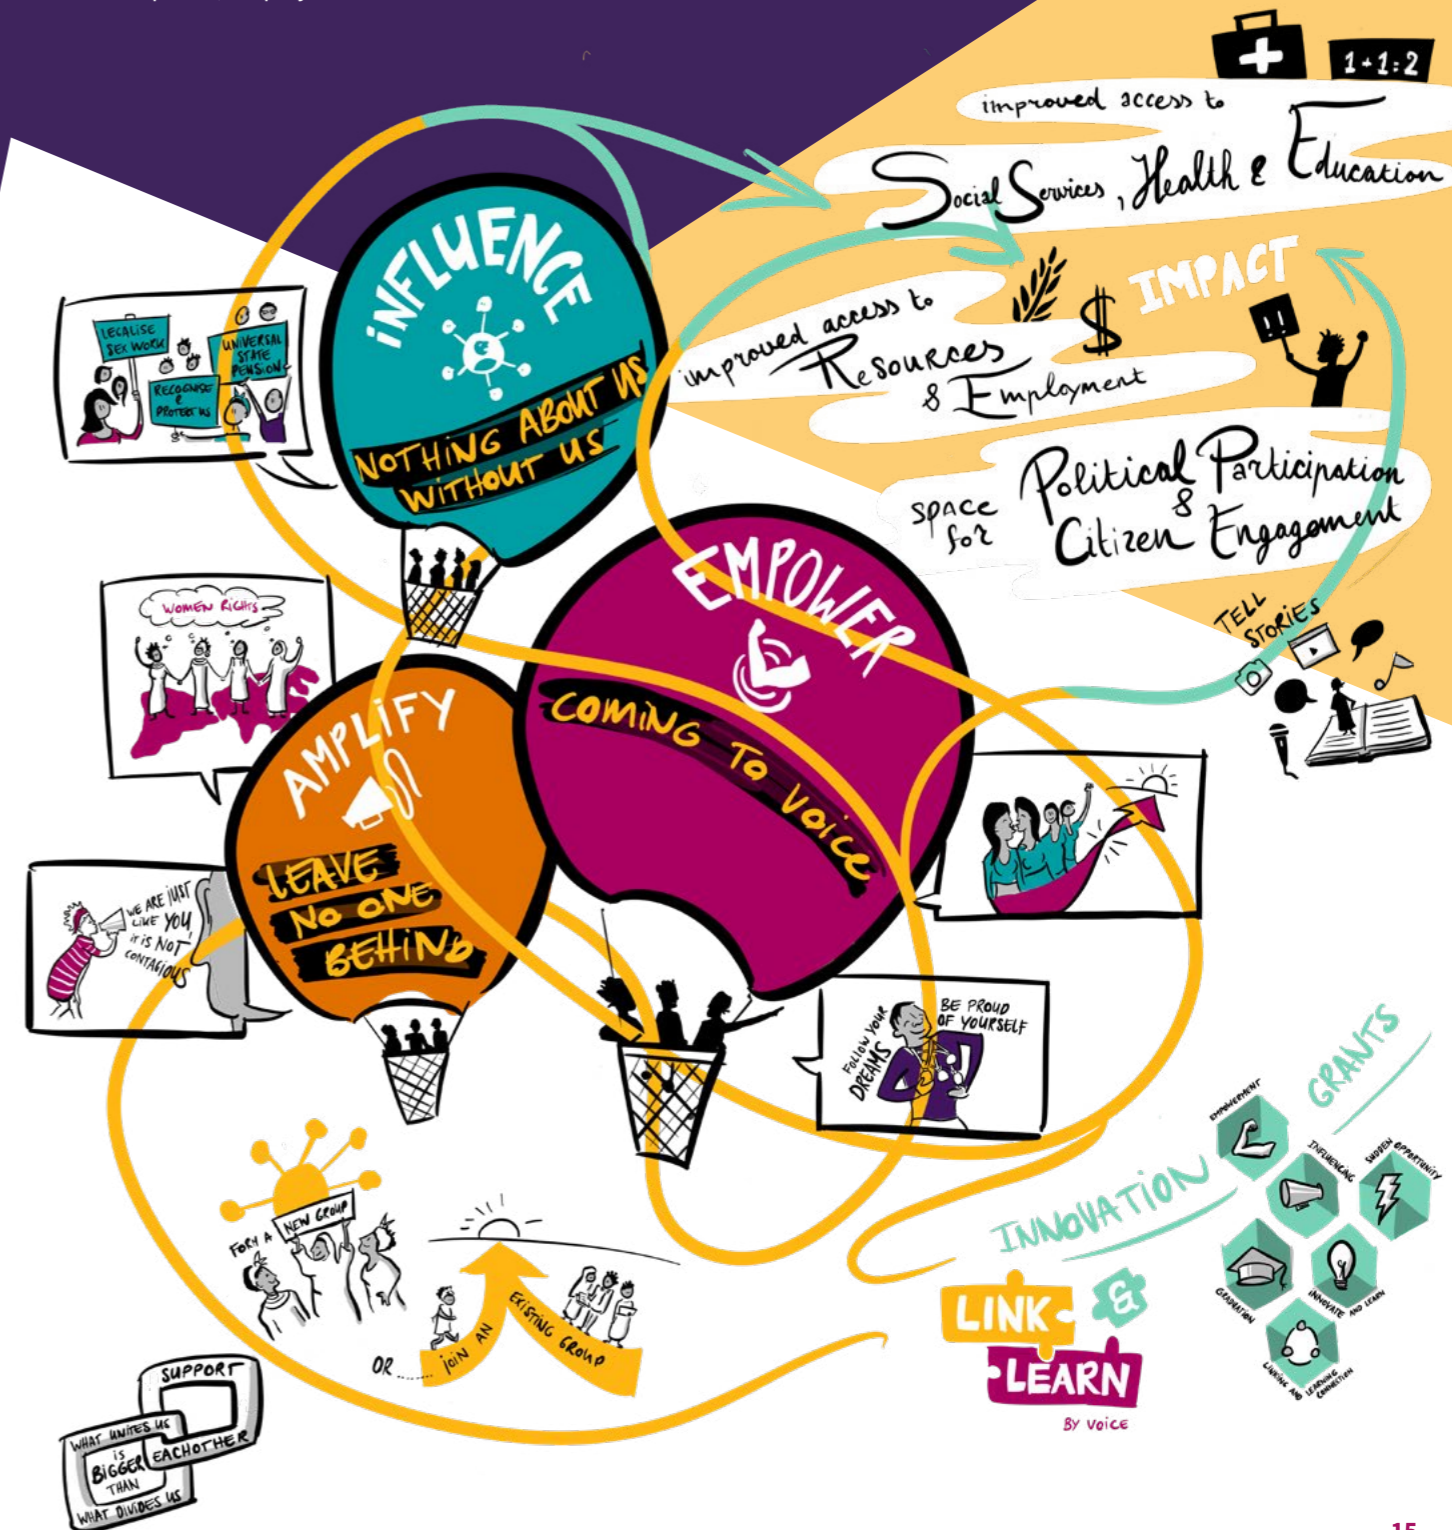 1+1:2
improved access to
Social Services, Health & Education
IMPACT
improved access to
Resources
& Employment
!!
$
space
for
Political Participation
&
Citizen Engagement
TELL
STORIES
INFLUENCE
NOTHING ABOUT US
WITHOUT US
LEGALISE
SEX WORK
UNIVERSAL
STATE
PENSION
RECOGNISE
&
PROTECT US
EMPOWER
COMING TO VOICE
WOMEN RIGHTS
AMPLIFY
LEAVE
NO ONE
BEHIND
WE ARE JUST
LIKE YOU,
IT IS NOT
CONTAGIOUS
FOLLOW YOUR
DREAMS
BE PROUD
OF YOURSELF
FORM A
NEW GROUP
OR ......
JOIN AN
EXISTING GROUP
SUPPORT
EACHOTHER
WHAT UNITES US
is
BIGGER
THAN
WHAT DIVIDES US
INNOVATION
GRANTS
EMPOWERMENT
INFLUENCING
SUDDEN OPPORTUNITY
GRADUATION
INNOVATE AND LEARN
LINKING AND LEARNING
CONNECTION
LINK
&
LEARN
BY VOICE
15